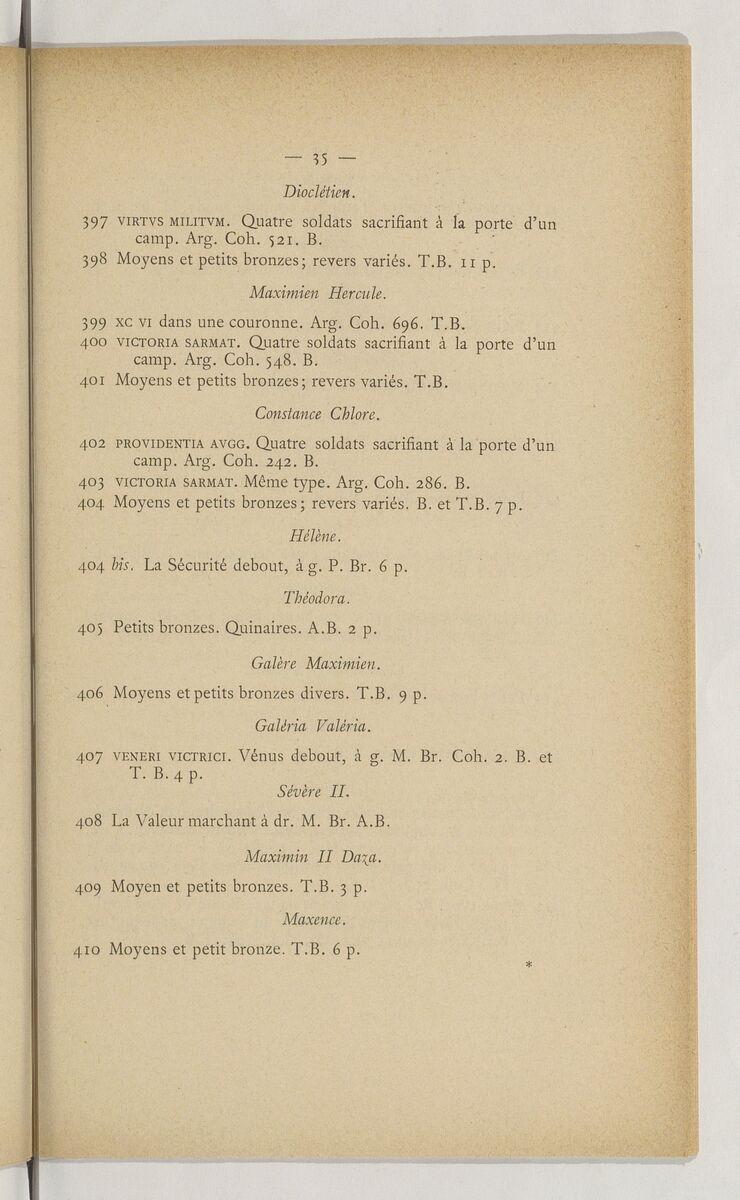 — 35 —
Dioclétien.
397 VIRTVS MILITVM. Quatre soldats sacrifiant à la porte d'un
camp. Arg. Coh. 521. B.
398 Moyens et petits bronzes; revers variés. T.B. 11 p.
Maximien Hercule.
399 XC VI dans une couronne. Arg. Coh. 696. T.B.
400 VICTORIA SARMAT. Quatre soldats sacrifiant à la porte d'un
camp. Arg. Coh. 548. B.
401 Moyens et petits bronzes; revers variés. T.B.
Constance Chlore.
402 PROVIDENTIA AVGG. Quatre soldats sacrifiant à la porte d'un
camp. Arg. Coh. 242. B.
403 VICTORIA SARMAT. Même type. Arg. Coh. 286. B.
404 Moyens et petits bronzes; revers variés. B. et T.B. 7 p.
Hélène.
404 bis. La Sécurité debout, à g. P. Br. 6 p.
Théodora.
405 Petits bronzes. Quinaires. A.B. 2 p.
Galère Maximien.
406 Moyens et petits bronzes divers. T.B. 9 p.
Galéria Valéria.
407 VENERI VICTRICI. Vénus debout, à g. M. Br. Coh. 2. B. et
T. B. 4 p.
Sévère II.
408 La Valeur marchant à dr. M. Br. A.B.
Maximin II Daza.
409 Moyen et petits bronzes. T.B. 3 p.
Maxence.
410 Moyens et petit bronze. T.B. 6 p.
*